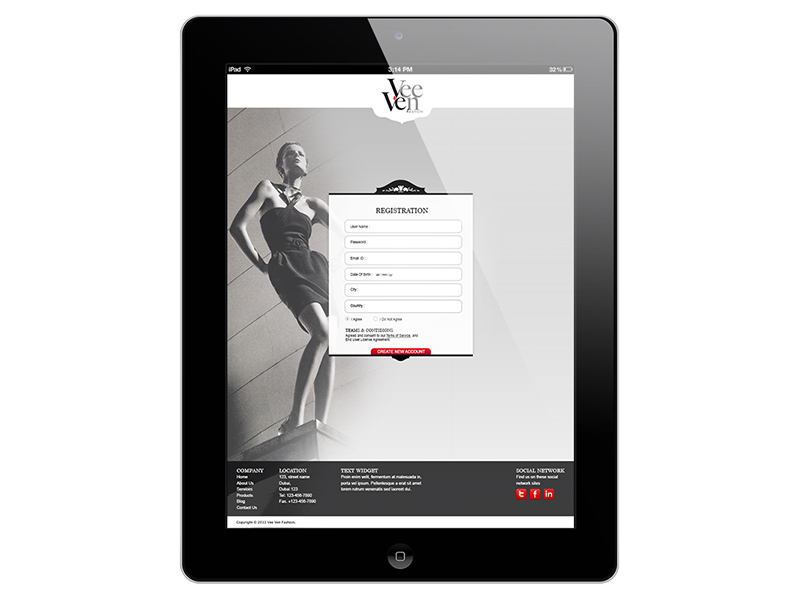 iPad
3:14 PM
32%
Vee
Ven
REGISTRATION
User Name :
Password :
Email ID :
Date Of Birth :
City :
Country :
I Agree
I Do Not Agree
TERMS & CONDITIONS
Agreed and consent to our Terms of Service, and
End User License Agreement
CREATE NEW ACCOUNT
COMPANY
Home
About Us
Services
Products
Blog
Contact Us
LOCATION
123, street name
Dubai,
Dubai 123
Tel. 123-456-7890
Fax. +123-456-7890
TEXT WIDGET
Proin enim velit, fermentum at malesuada in,
porta vel ipsum. Pellentesque a erat sit amet
lorem rutrum venenatis sed laoreet dui.
SOCIAL NETWORK
Find us on these social
network sites
t f in
Copyright © 2013 Vee Ven Fashion.